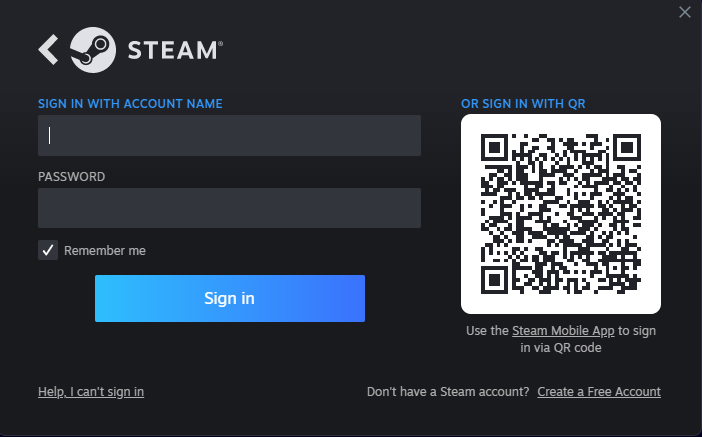 STEAM®
SIGN IN WITH ACCOUNT NAME
PASSWORD
Remember me
Sign in
Help, I can't sign in
OR SIGN IN WITH QR
Use the Steam Mobile App to sign
in via QR code
Don't have a Steam account? Create a Free Account